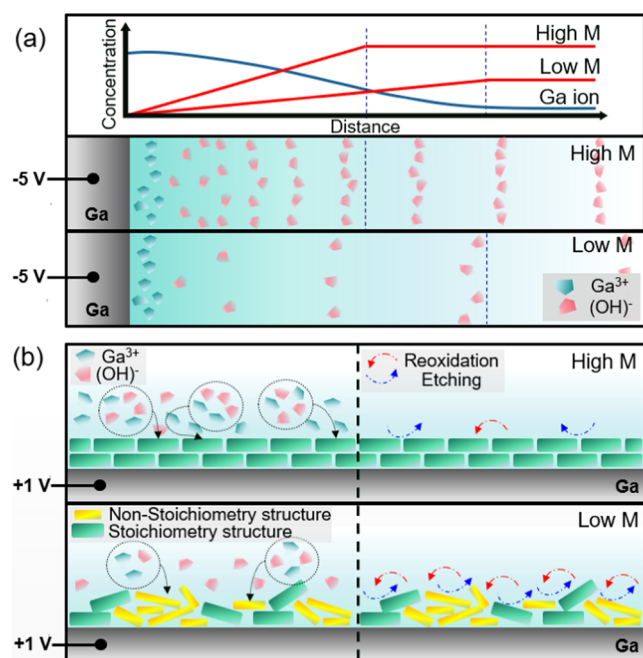 (a)
Concentration
High M
Low M
Ga ion
Distance
High M
-5 V
Ga
Low M
-5 V
Ga
Ga³⁺
(OH)⁻
(b)
Ga³⁺
(OH)⁻
Reoxidation
Etching
High M
+1 V
Ga
Non-Stoichiometry structure
Stoichiometry structure
Low M
+1 V
Ga